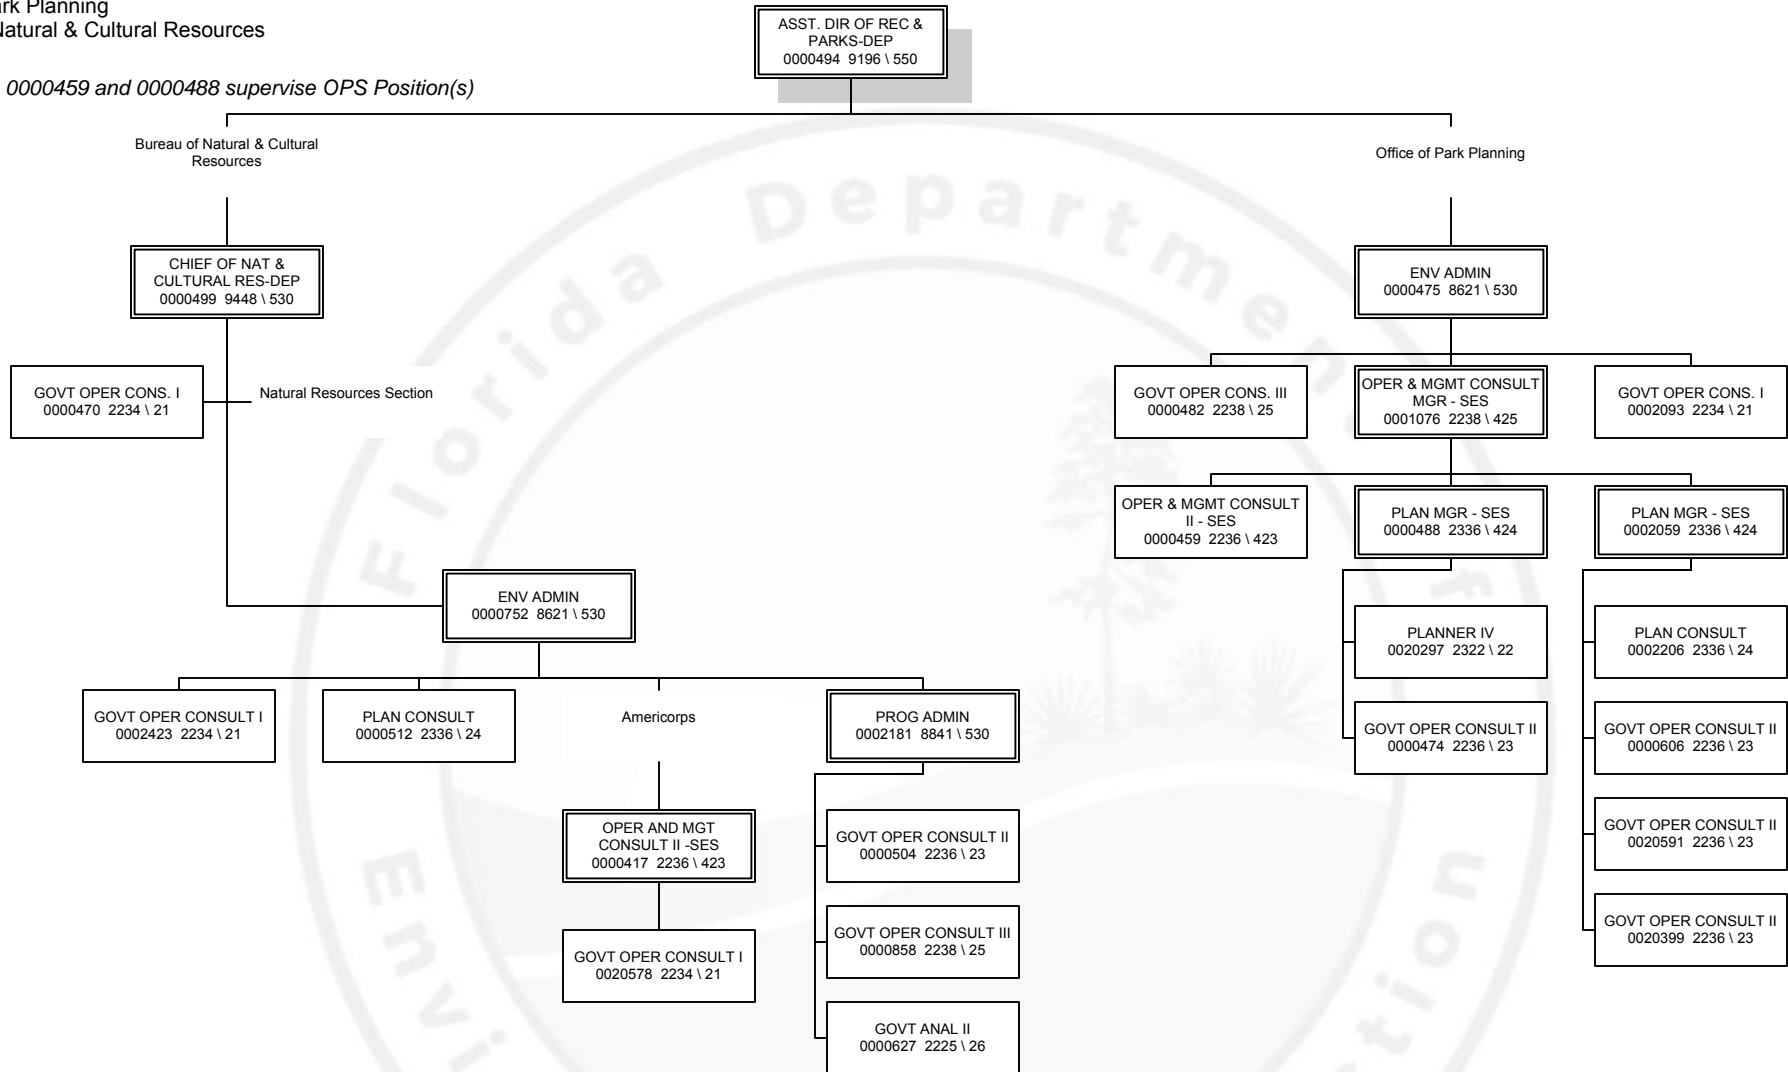 Park Planning
Natural & Cultural Resources
0000459 and 0000488 supervise OPS Position(s)
ASST. DIR OF REC &
PARKS-DEP
0000494 9196 \ 550
Bureau of Natural & Cultural
Resources
Office of Park Planning
CHIEF OF NAT &
CULTURAL RES-DEP
0000499 9448 \ 530
ENV ADMIN
0000475 8621 \ 530
GOVT OPER CONS. I
0000470 2234 \ 21
Natural Resources Section
GOVT OPER CONS. III
0000482 2238 \ 25
OPER & MGMT CONSULT
MGR - SES
0001076 2238 \ 425
GOVT OPER CONS. I
0002093 2234 \ 21
OPER & MGMT CONSULT
II - SES
0000459 2236 \ 423
PLAN MGR - SES
0000488 2336 \ 424
PLAN MGR - SES
0002059 2336 \ 424
ENV ADMIN
0000752 8621 \ 530
PLANNER IV
0020297 2322 \ 22
PLAN CONSULT
0002206 2336 \ 24
GOVT OPER CONSULT I
0002423 2234 \ 21
PLAN CONSULT
0000512 2336 \ 24
Americorps
PROG ADMIN
0002181 8841 \ 530
GOVT OPER CONSULT II
0000474 2236 \ 23
GOVT OPER CONSULT II
0000606 2236 \ 23
OPER AND MGT
CONSULT II -SES
0000417 2236 \ 423
GOVT OPER CONSULT II
0000504 2236 \ 23
GOVT OPER CONSULT II
0020591 2236 \ 23
GOVT OPER CONSULT I
0020578 2234 \ 21
GOVT OPER CONSULT III
0000858 2238 \ 25
GOVT OPER CONSULT II
0020399 2236 \ 23
GOVT ANAL II
0000627 2225 \ 26
Florida Department of